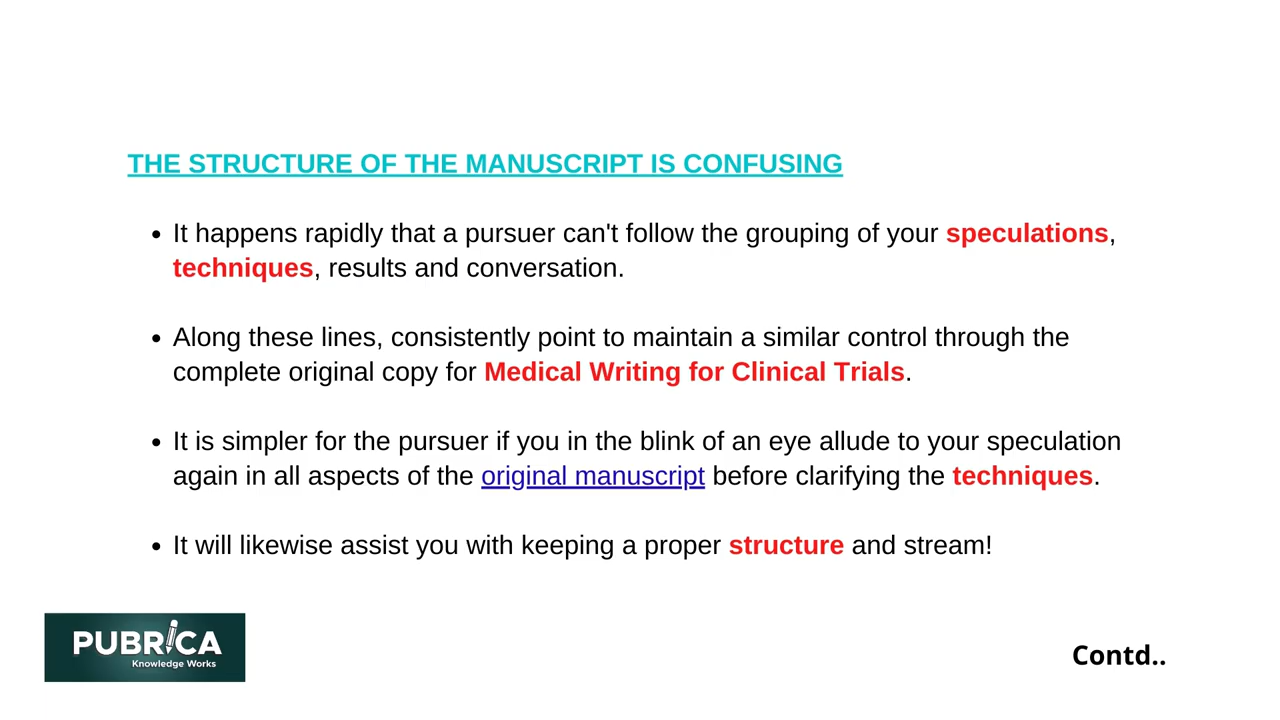 THE STRUCTURE OF THE MANUSCRIPT IS CONFUSING
• It happens rapidly that a pursuer can't follow the grouping of your speculations,
techniques, results and conversation.
• Along these lines, consistently point to maintain a similar control through the
complete original copy for Medical Writing for Clinical Trials.
• It is simpler for the pursuer if you in the blink of an eye allude to your speculation
again in all aspects of the original manuscript before clarifying the techniques.
• It will likewise assist you with keeping a proper structure and stream!
PUBRICA
Knowledge Works
Contd..